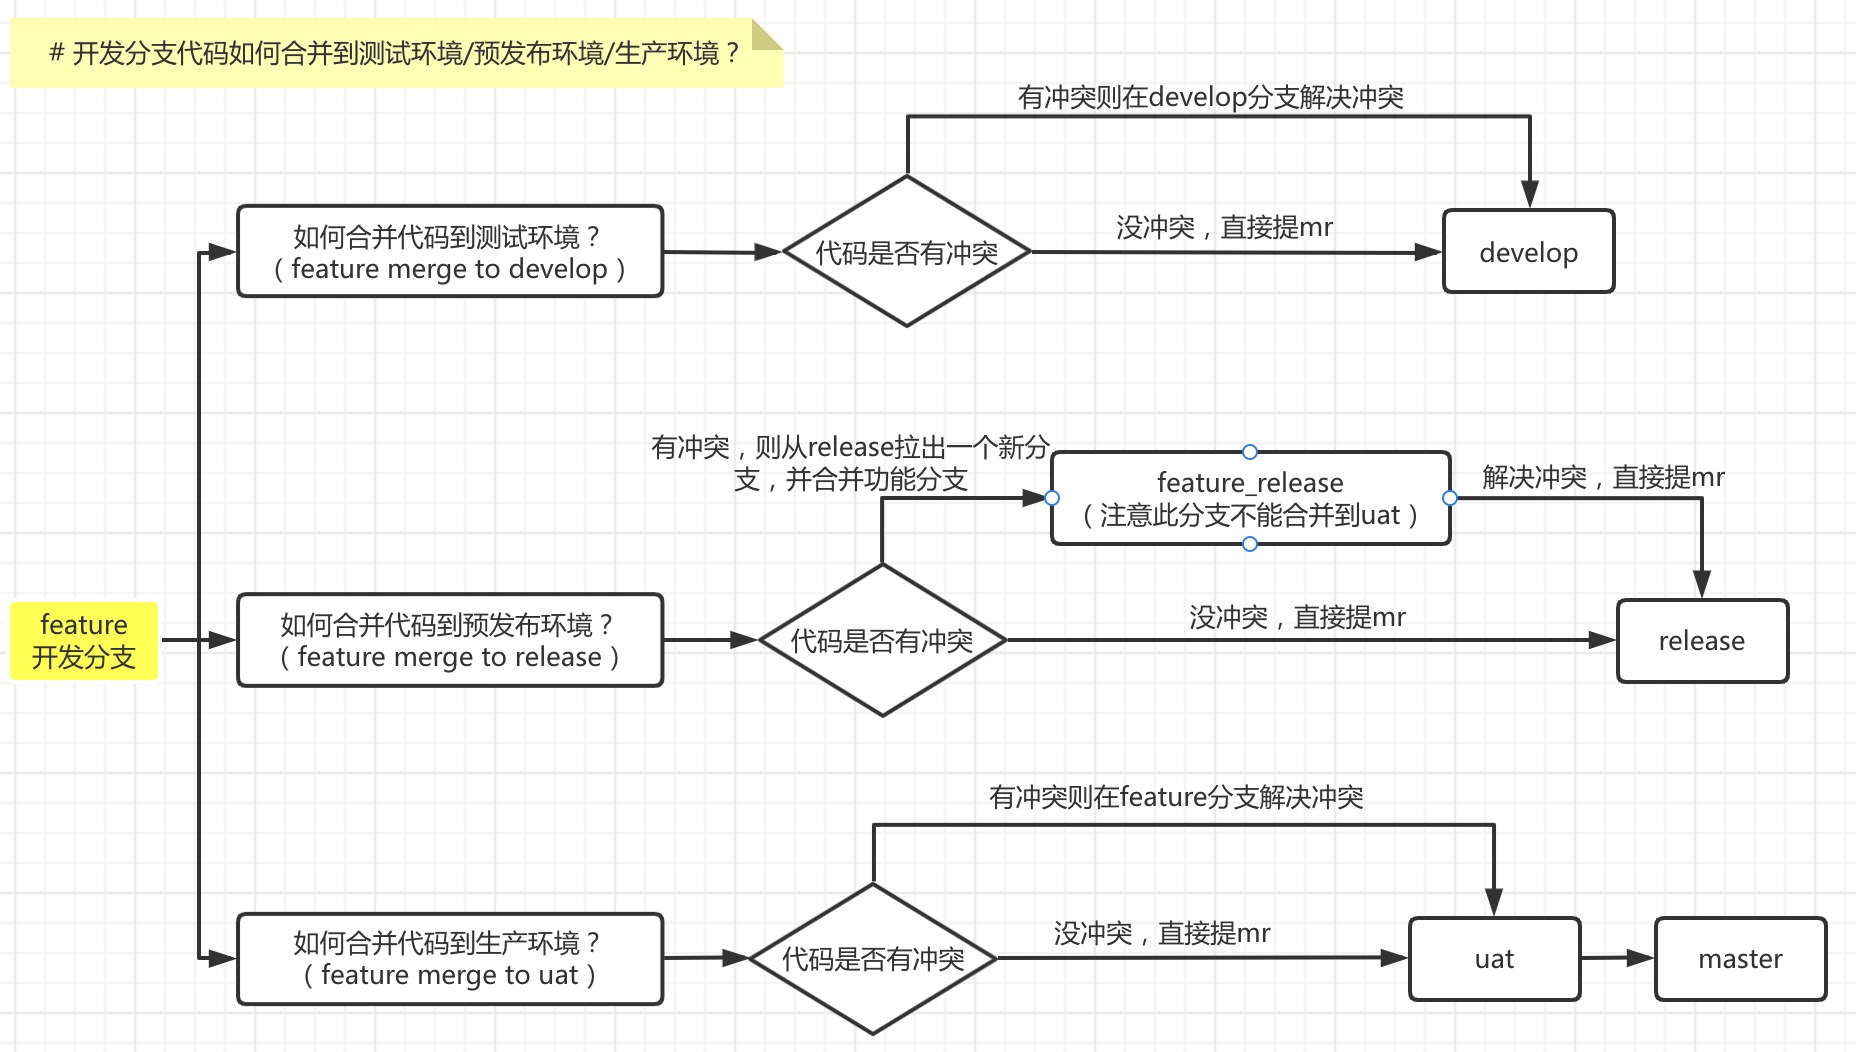 # 开发分支代码如何合并到测试环境/预发布环境/生产环境？
有冲突则在develop分支解决冲突
如何合并代码到测试环境？
（feature merge to develop）
代码是否有冲突
没冲突，直接提mr
develop
有冲突，则从release拉出一个新分
支，并合并功能分支
feature_release
（注意此分支不能合并到uat）
解决冲突，直接提mr
feature
开发分支
如何合并代码到预发布环境？
（feature merge to release）
代码是否有冲突
没冲突，直接提mr
release
有冲突则在feature分支解决冲突
如何合并代码到生产环境？
（feature merge to uat）
代码是否有冲突
没冲突，直接提mr
uat
master